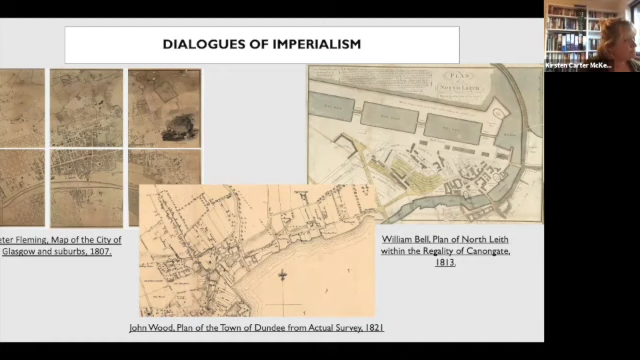 DIALOGUES OF IMPERIALISM
Kirsten Carter McKe...
PLAN
NORTH LEITH
eter Fleming, Map of the City of
Glasgow and suburbs, 1807.
William Bell, Plan of North Leith
within the Regality of Canongate,
1813.
John Wood, Plan of the Town of Dundee from Actual Survey, 1821